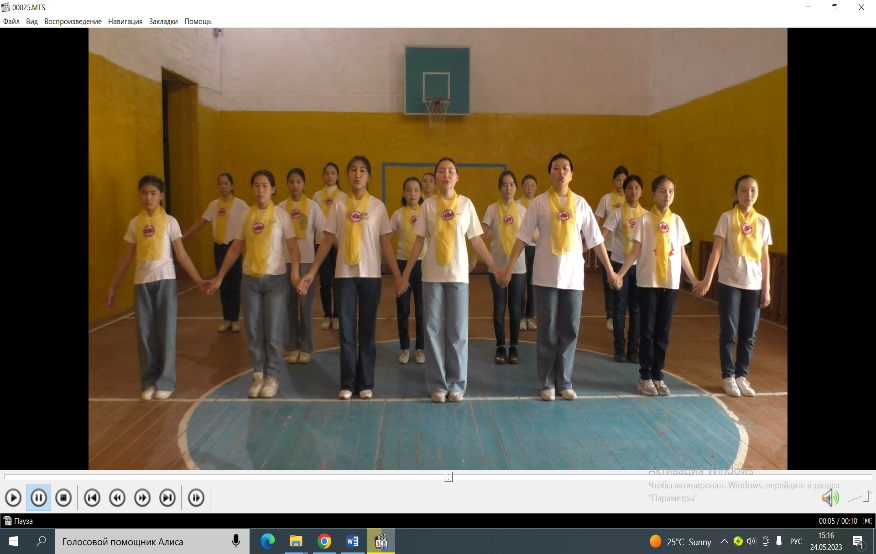 00025.MTS
Файл Вид Воспроизведение Навигация Закладки Помощь
Активация Windows
Чтобы активировать Windows, перейдите в раздел
"Параметры".
Пауза
00:05 / 00:10
Голосовой помощник Алиса
25°C Sunny
РУС
15:16
24.05.2023